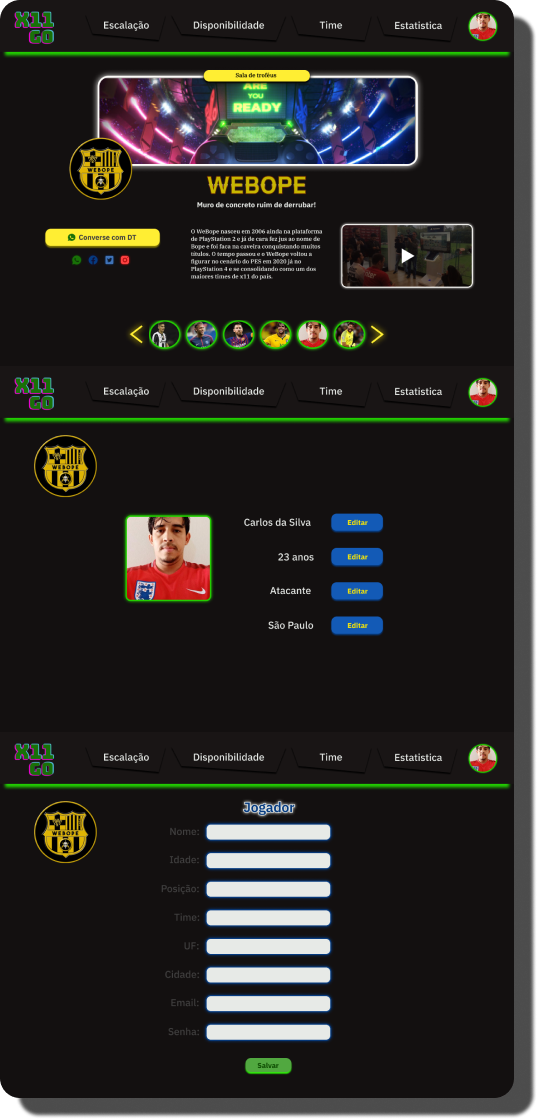 X11
GO
Escalação
Disponibilidade
Time
Estatistica
Sala de troféus
ARE
YOU
READY
WEBOPE
WEBOPE
Muro de concreto ruim de derrubar!
Converse com DT
O WeBope nasceu em 2006 ainda na plataforma
de PlayStation 2 e já de cara fez jus ao nome de
Bope e foi faca na caveira conquistando muitos
títulos. O tempo passou e o WeBope voltou a
figurar no cenário do PES em 2020 já no
PlayStation 4 e se consolidando como um dos
maiores times de x11 do país.
X11
GO
Escalação
Disponibilidade
Time
Estatistica
WEBOPE
Carlos da Silva
Editar
23 anos
Editar
Atacante
Editar
São Paulo
Editar
X11
GO
Escalação
Disponibilidade
Time
Estatistica
WEBOPE
Jogador
Nome:
Idade:
Posição:
Time:
UF:
Cidade:
Email:
Senha:
Salvar